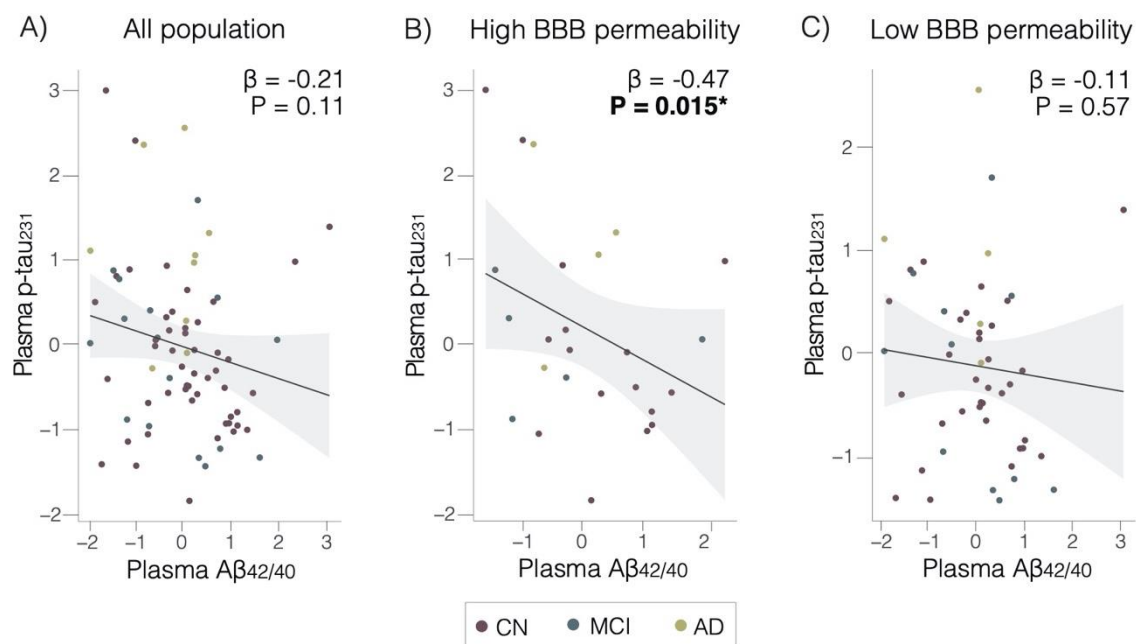 A) All population
β = -0.21
P = 0.11
Plasma p-tau231
3
2
1
0
−1
−2
−2 −1 0 1 2 3
Plasma Aβ42/40
B) High BBB permeability
β = -0.47
P = 0.015*
Plasma p-tau231
3
2
1
0
−1
−2
−1 0 1 2
Plasma Aβ42/40
C) Low BBB permeability
β = -0.11
P = 0.57
Plasma p-tau231
2
1
0
−1
−2 −1 0 1 2 3
Plasma Aβ42/40
CN MCI AD